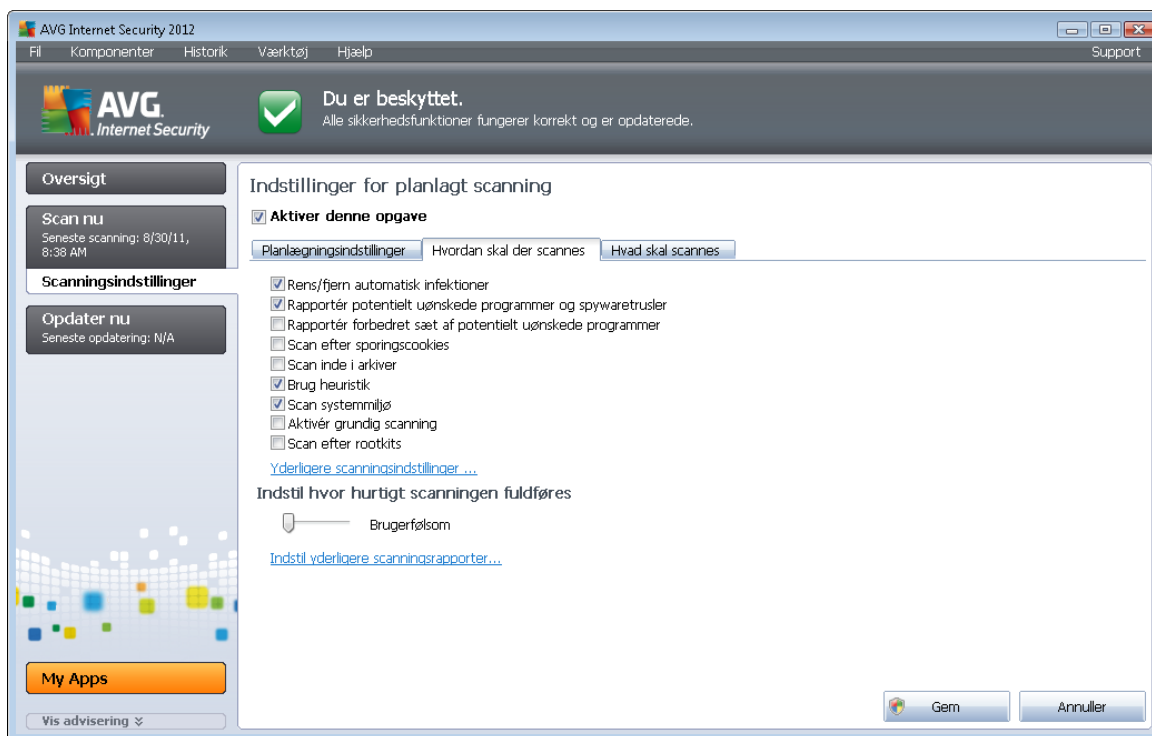 AVG Internet Security 2012
Fil Komponenter Historik Værktøj Hjælp Support
AVG.
Internet Security
Du er beskyttet.
Alle sikkerhedsfunktioner fungerer korrekt og er opdaterede.
Oversigt
Scan nu
Seneste scanning: 8/30/11,
8:38 AM
Scanningsindstillinger
Opdater nu
Seneste opdatering: N/A
My Apps
Vis advisering
Indstillinger for planlagt scanning
Aktiver denne opgave
Planlægningsindstillinger Hvordan skal der scannes Hvad skal scannes
Rens/fjern automatisk infektioner
Rapportér potentielt uønskede programmer og spywaretrusler
Rapportér forbedret sæt af potentielt uønskede programmer
Scan efter sporingscookies
Scan inde i arkiver
Brug heuristik
Scan systemmiljø
Aktivér grundig scanning
Scan efter rootkits
Yderligere scanningsindstillinger ...
Indstil hvor hurtigt scanningen fuldføres
Brugerfølsom
Indstil yderligere scanningsrapporter...
Gem Annuller